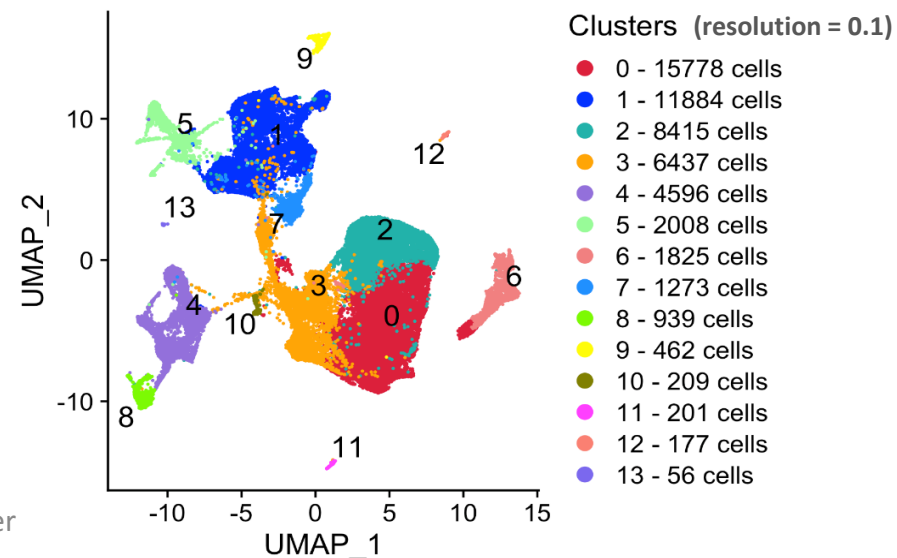 Clusters (resolution = 0.1)
0 - 15778 cells
1 - 11884 cells
2 - 8415 cells
3 - 6437 cells
4 - 4596 cells
5 - 2008 cells
6 - 1825 cells
7 - 1273 cells
8 - 939 cells
9 - 462 cells
10 - 209 cells
11 - 201 cells
12 - 177 cells
13 - 56 cells
UMAP_2
10
0
-10
9
5
1
12
13
7
2
3
6
4
0
10
8
11
-10
-5
0
5
10
15
UMAP_1
er